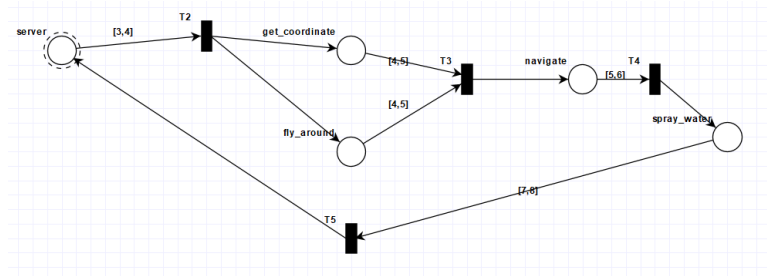 T2
server
[3,4]
get_coordinate
[4,5]
T3
navigate
T4
[5,6]
[4,5]
spray_water
fly_around
[7,8]
T5